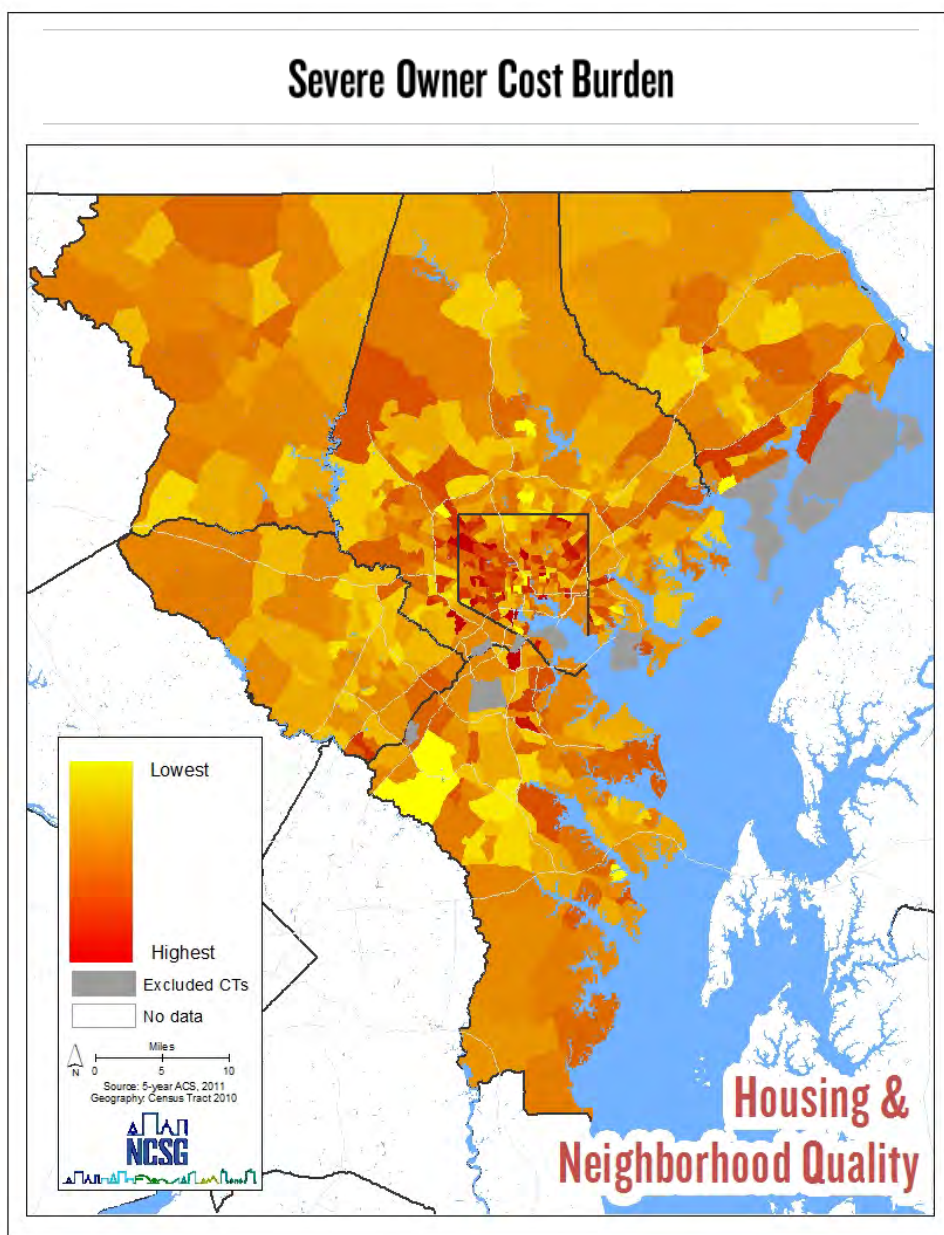 Severe Owner Cost Burden
Lowest
Highest
Excluded CTs
No data
Miles
N
0 5 10
Source: 5-year ACS, 2011
Geography: Census Tract 2010
NCSG
Housing &
Neighborhood Quality